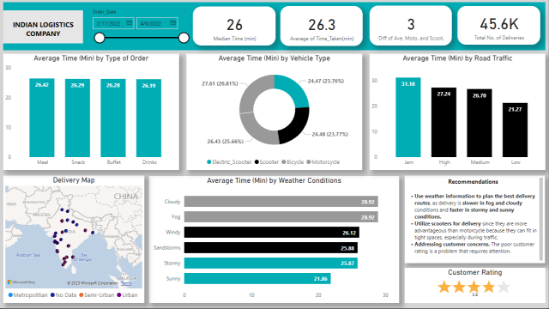 INDIAN LOGISTICS
COMPANY
Order_Date
2/11/2022
4/6/2022
26
Median Time (min)
26.3
Average of Time_Taken(min)
3
Diff of Ave. Moto. and Scoot.
45.6K
Total No. of Deliveries
Average Time (Min) by Type of Order
30
20
10
0
26.42
26.29
26.28
26.19
Meal
Snack
Buffet
Drinks
Average Time (Min) by Vehicle Type
27.61 (26.81%)
24.47 (23.76%)
26.43 (25.66%)
24.48 (23.77%)
Electric_Scooter
Scooter
Bicycle
Motorcycle
Average Time (Min) by Road Traffic
30
20
10
0
31.18
27.24
26.70
21.27
Jam
High
Medium
Low
Delivery Map
CHINA
INDIA
Arabian Sea
Bay of
Bengal
Microsoft Bing
© 2023 Microsoft Corporation
Terms
Metropolitian
No Data
Semi-Urban
Urban
Average Time (Min) by Weather Conditions
Cloudy
28.92
Fog
28.92
Windy
26.12
Sandstorms
25.88
Stormy
25.87
Sunny
21.86
0
10
20
30
Recommendations
• Use weather information to plan the best delivery
routes, as delivery is slower in fog and cloudy
conditions and faster in stormy and sunny
conditions.
• Utilize scooters for delivery since they are more
advantageous than motorcycle because they can fit in
tight spaces, especially during traffic.
• Addressing customer concerns. The poor customer
rating is a problem that requires attention.
Customer Rating